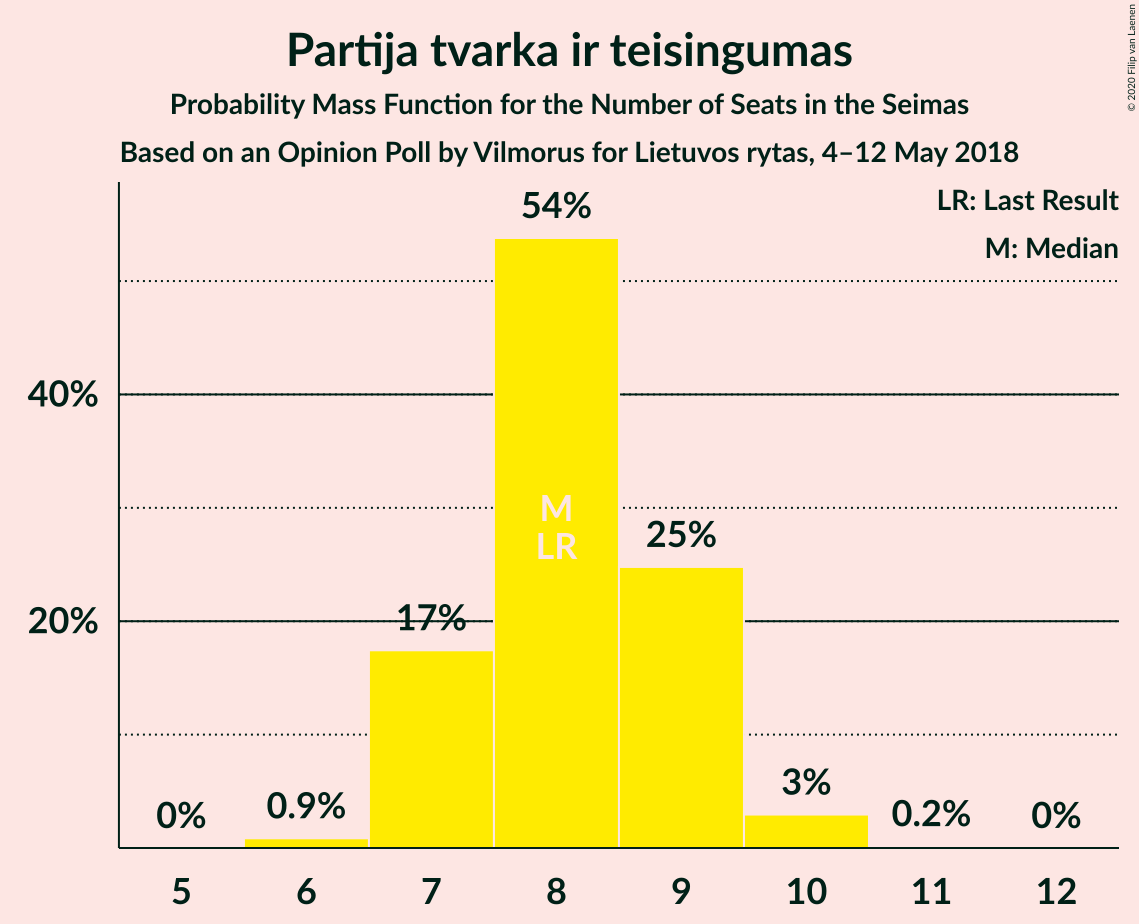 Partija tvarka ir teisingumas
Probability Mass Function for the Number of Seats in the Seimas
Based on an Opinion Poll by Vilmorus for Lietuvos rytas, 4–12 May 2018
© 2020 Filip van Laenen
LR: Last Result
M: Median
54%
40%
M
LR
25%
20%
17%
3%
0%
0.9%
0.2%
0%
5 6 7 8 9 10 11 12